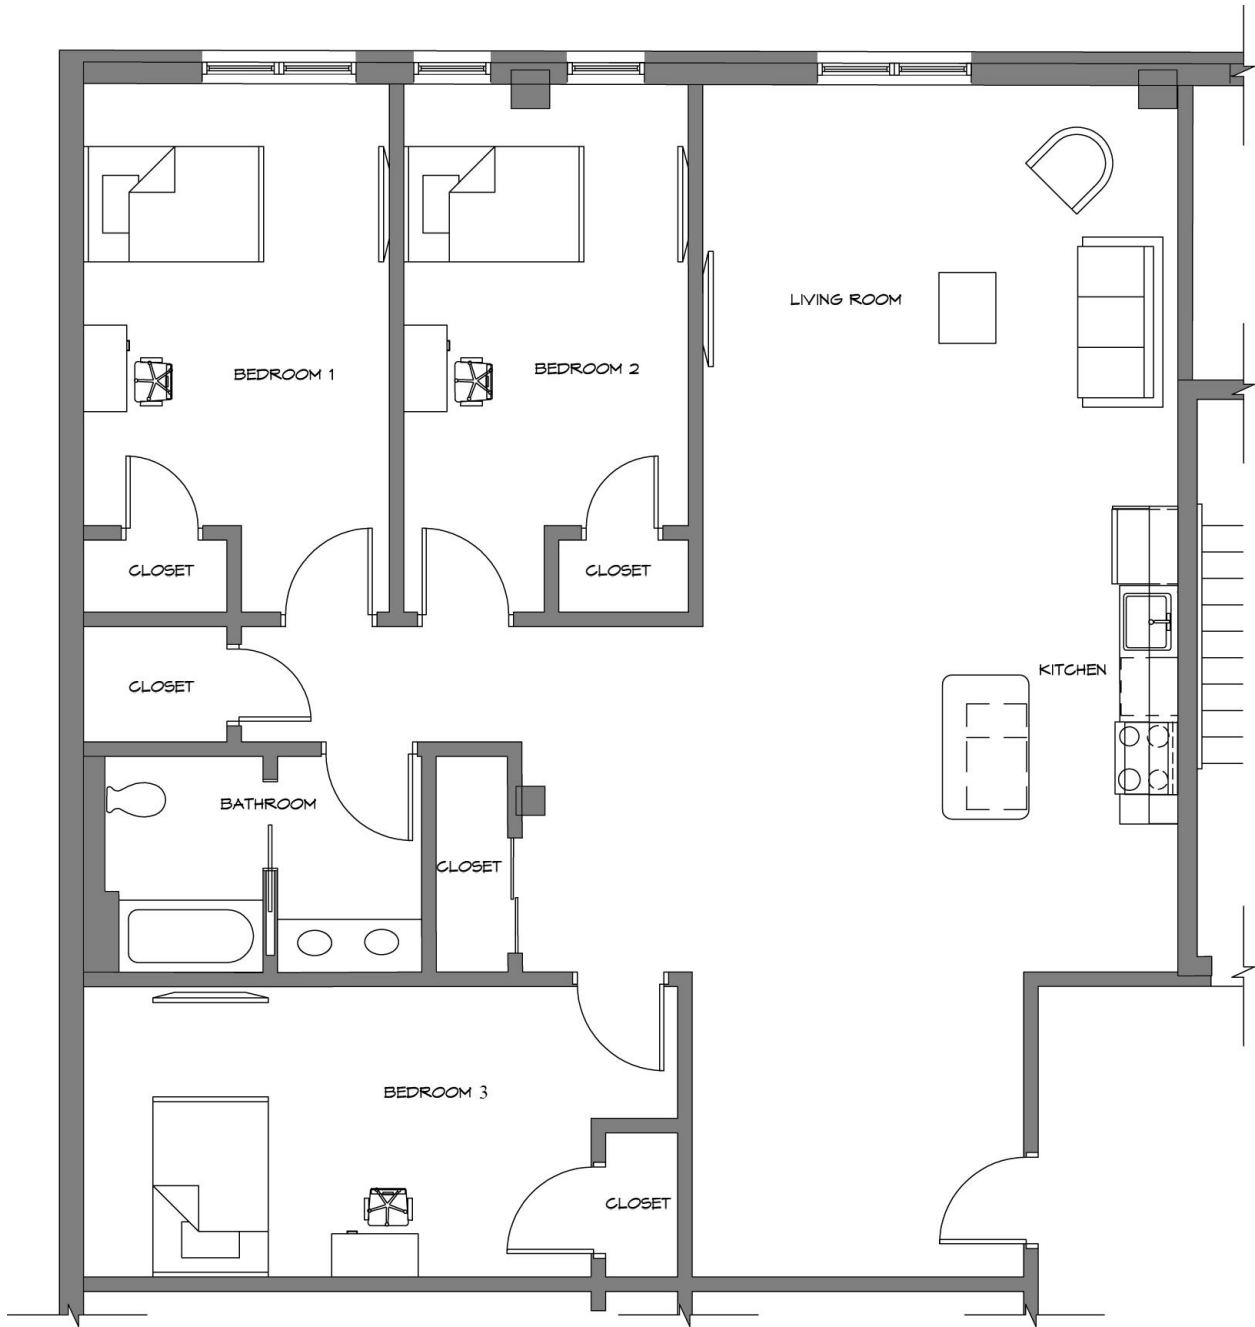 LIVING ROOM
BEDROOM 1
BEDROOM 2
CLOSET
CLOSET
KITCHEN
CLOSET
BATHROOM
CLOSET
BEDROOM 3
CLOSET